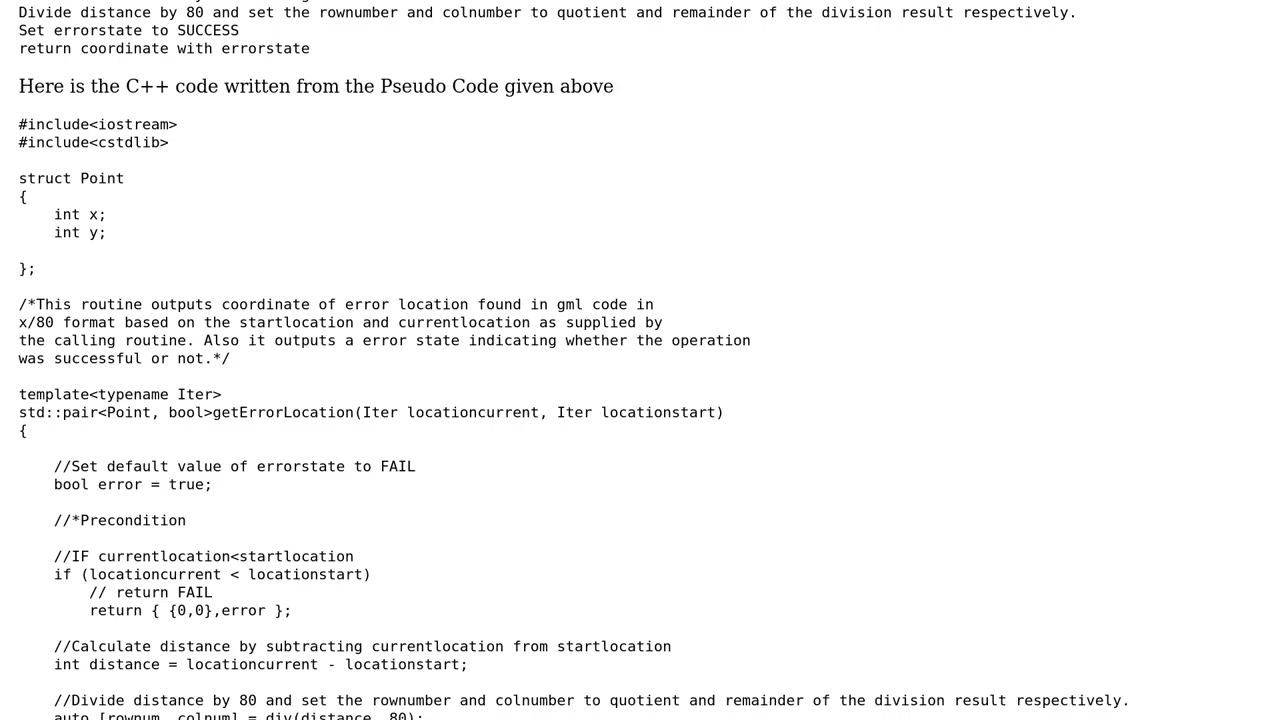 Divide distance by 80 and set the rownumber and colnumber to quotient and remainder of the division result respectively.
Set errorstate to SUCCESS
return coordinate with errorstate
Here is the C++ code written from the Pseudo Code given above
#include<iostream>
#include<cstdlib>
struct Point
{
    int x;
    int y;
};
/*This routine outputs coordinate of error location found in gml code in
x/80 format based on the startlocation and currentlocation as supplied by
the calling routine. Also it outputs a error state indicating whether the operation
was successful or not.*/
template<typename Iter>
std::pair<Point, bool>getErrorLocation(Iter locationcurrent, Iter locationstart)
{
    //Set default value of errorstate to FAIL
    bool error = true;
    //*Precondition
    //IF currentlocation<startlocation
    if (locationcurrent < locationstart)
        // return FAIL
        return { {0,0},error };
    //Calculate distance by subtracting currentlocation from startlocation
    int distance = locationcurrent - locationstart;
    //Divide distance by 80 and set the rownumber and colnumber to quotient and remainder of the division result respectively.
    auto [rownum, colnum] = div(distance, 80);